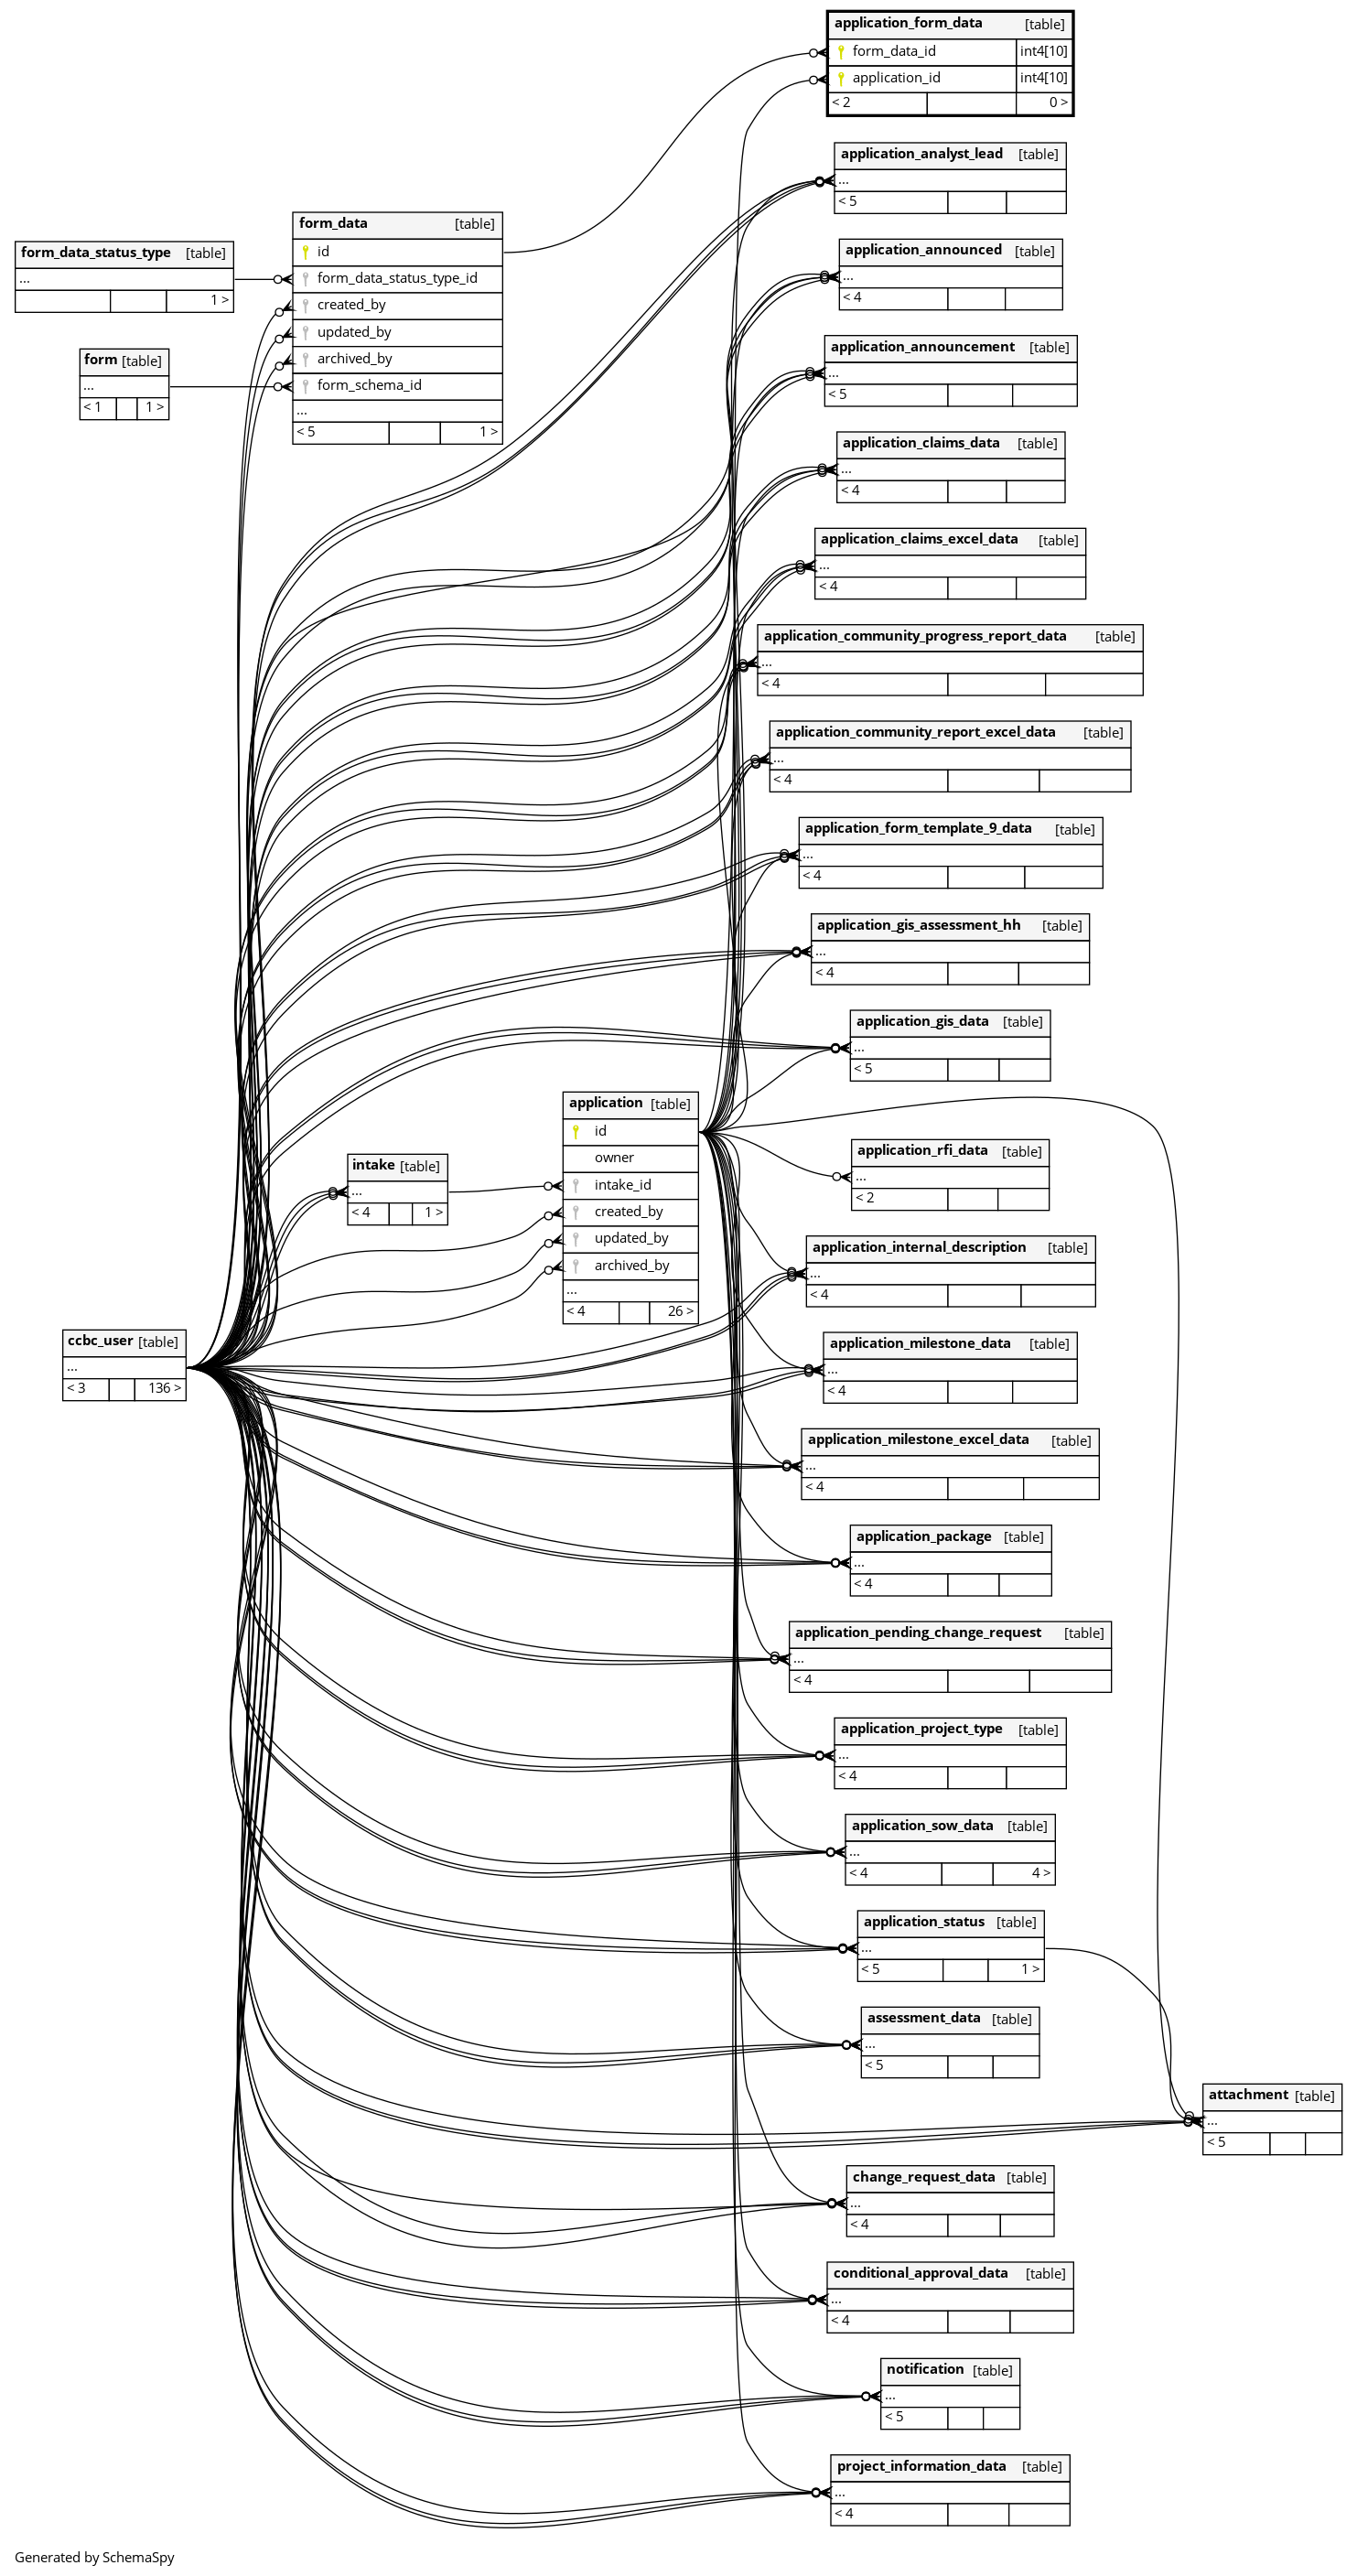 application_form_data [table]
form_data_id int4[10]
application_id int4[10]
< 2 0 >
application_analyst_lead [table]
...
< 5
form_data [table]
id
form_data_status_type_id
created_by
updated_by
archived_by
form_schema_id
...
< 5 1 >
form_data_status_type [table]
...
1 >
form [table]
...
< 1 1 >
application_announced [table]
...
< 4
application_announcement [table]
...
< 5
application_claims_data [table]
...
< 4
application_claims_excel_data [table]
...
< 4
application_community_progress_report_data [table]
...
< 4
application_community_report_excel_data [table]
...
< 4
application_form_template_9_data [table]
...
< 4
application_gis_assessment_hh [table]
...
< 4
application_gis_data [table]
...
< 5
application [table]
id
owner
intake_id
created_by
updated_by
archived_by
...
< 4 26 >
intake [table]
...
< 4 1 >
application_rfi_data [table]
...
< 2
application_internal_description [table]
...
< 4
ccbc_user [table]
...
< 3 136 >
application_milestone_data [table]
...
< 4
application_milestone_excel_data [table]
...
< 4
application_package [table]
...
< 4
application_pending_change_request [table]
...
< 4
application_project_type [table]
...
< 4
application_sow_data [table]
...
< 4 4 >
application_status [table]
...
< 5 1 >
assessment_data [table]
...
< 5
attachment [table]
...
< 5
change_request_data [table]
...
< 4
conditional_approval_data [table]
...
< 4
notification [table]
...
< 5
project_information_data [table]
...
< 4
Generated by SchemaSpy